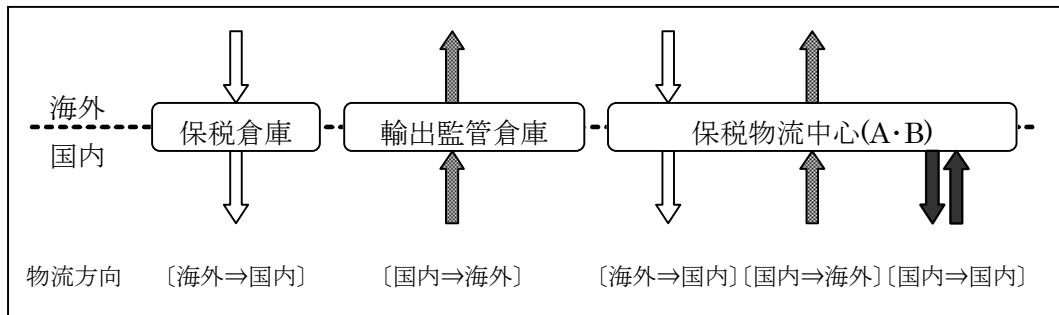 海外
国内
保税倉庫
輸出監管倉庫
保税物流中心(A･B)
物流方向
〔海外⇒国内〕
〔国内⇒海外〕
〔海外⇒国内〕〔国内⇒海外〕〔国内⇒国内〕